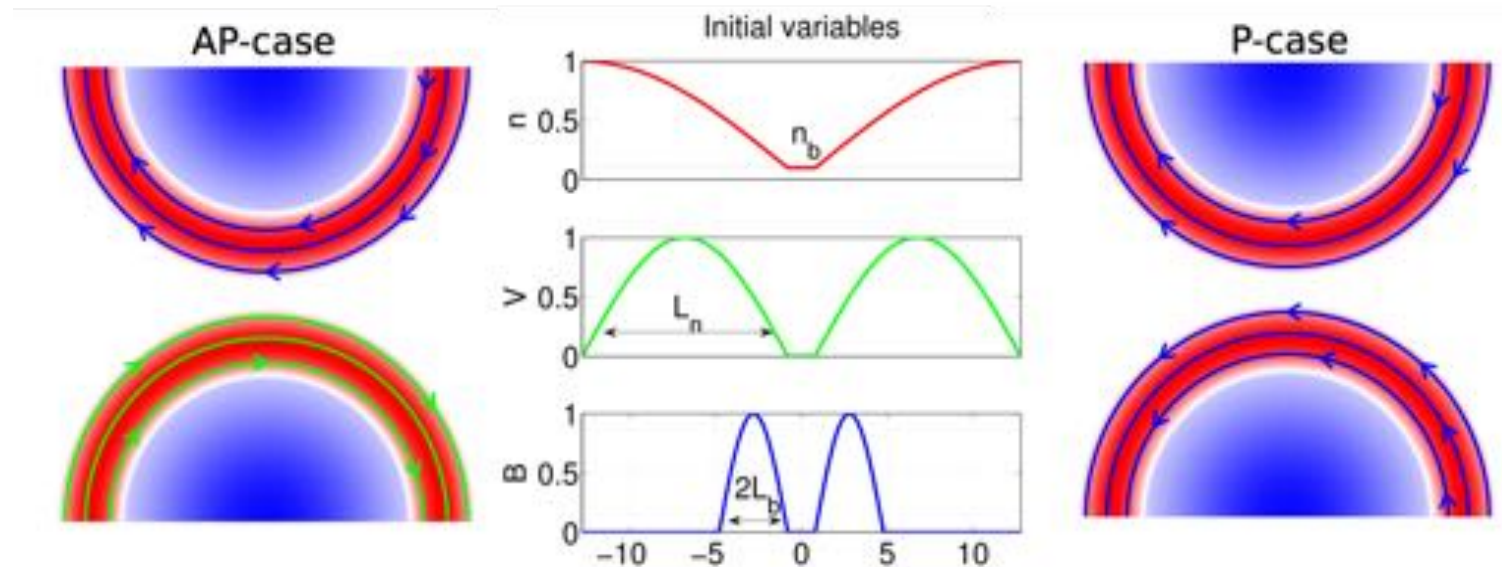 AP-case
Initial variables
P-case
n
1
0.5
0
n_b
V
1
0.5
0
L_n
B
1
0.5
0
2L_b
−10 −5 0 5 10